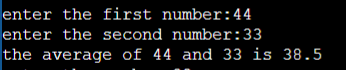 enter the first number:44
enter the second number:33
the average of 44 and 33 is 38.5